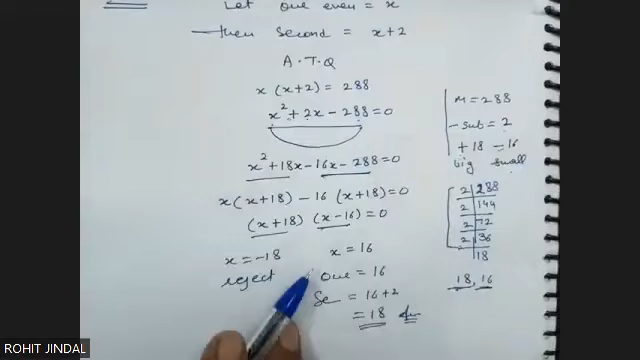 Let one even = x
then second = x+2
A.T.Q
x (x+2) = 288
x² + 2x - 288 = 0
x² + 18x - 16x - 288 = 0
x (x+18) - 16 (x+18) = 0
(x+18) (x-16) = 0
x = -18 x = 16
reject one = 16
Se = 16+2
= 18
M = 288
- sub = 2
+ 18 - 16
big small
2 288
2 144
2 72
2 36
18
18, 16
ROHIT JINDAL